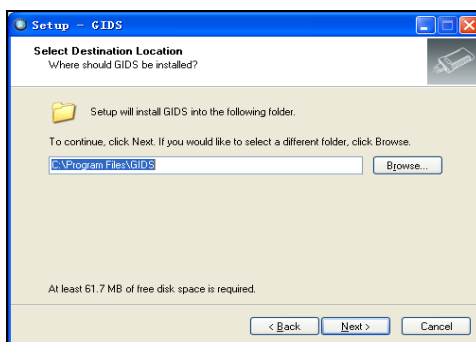 Setup - GIDS
Select Destination Location
Where should GIDS be installed?
Setup will install GIDS into the following folder.
To continue, click Next. If you would like to select a different folder, click Browse.
C:\Program Files\GIDS
Browse...
At least 61.7 MB of free disk space is required.
< Back Next > Cancel